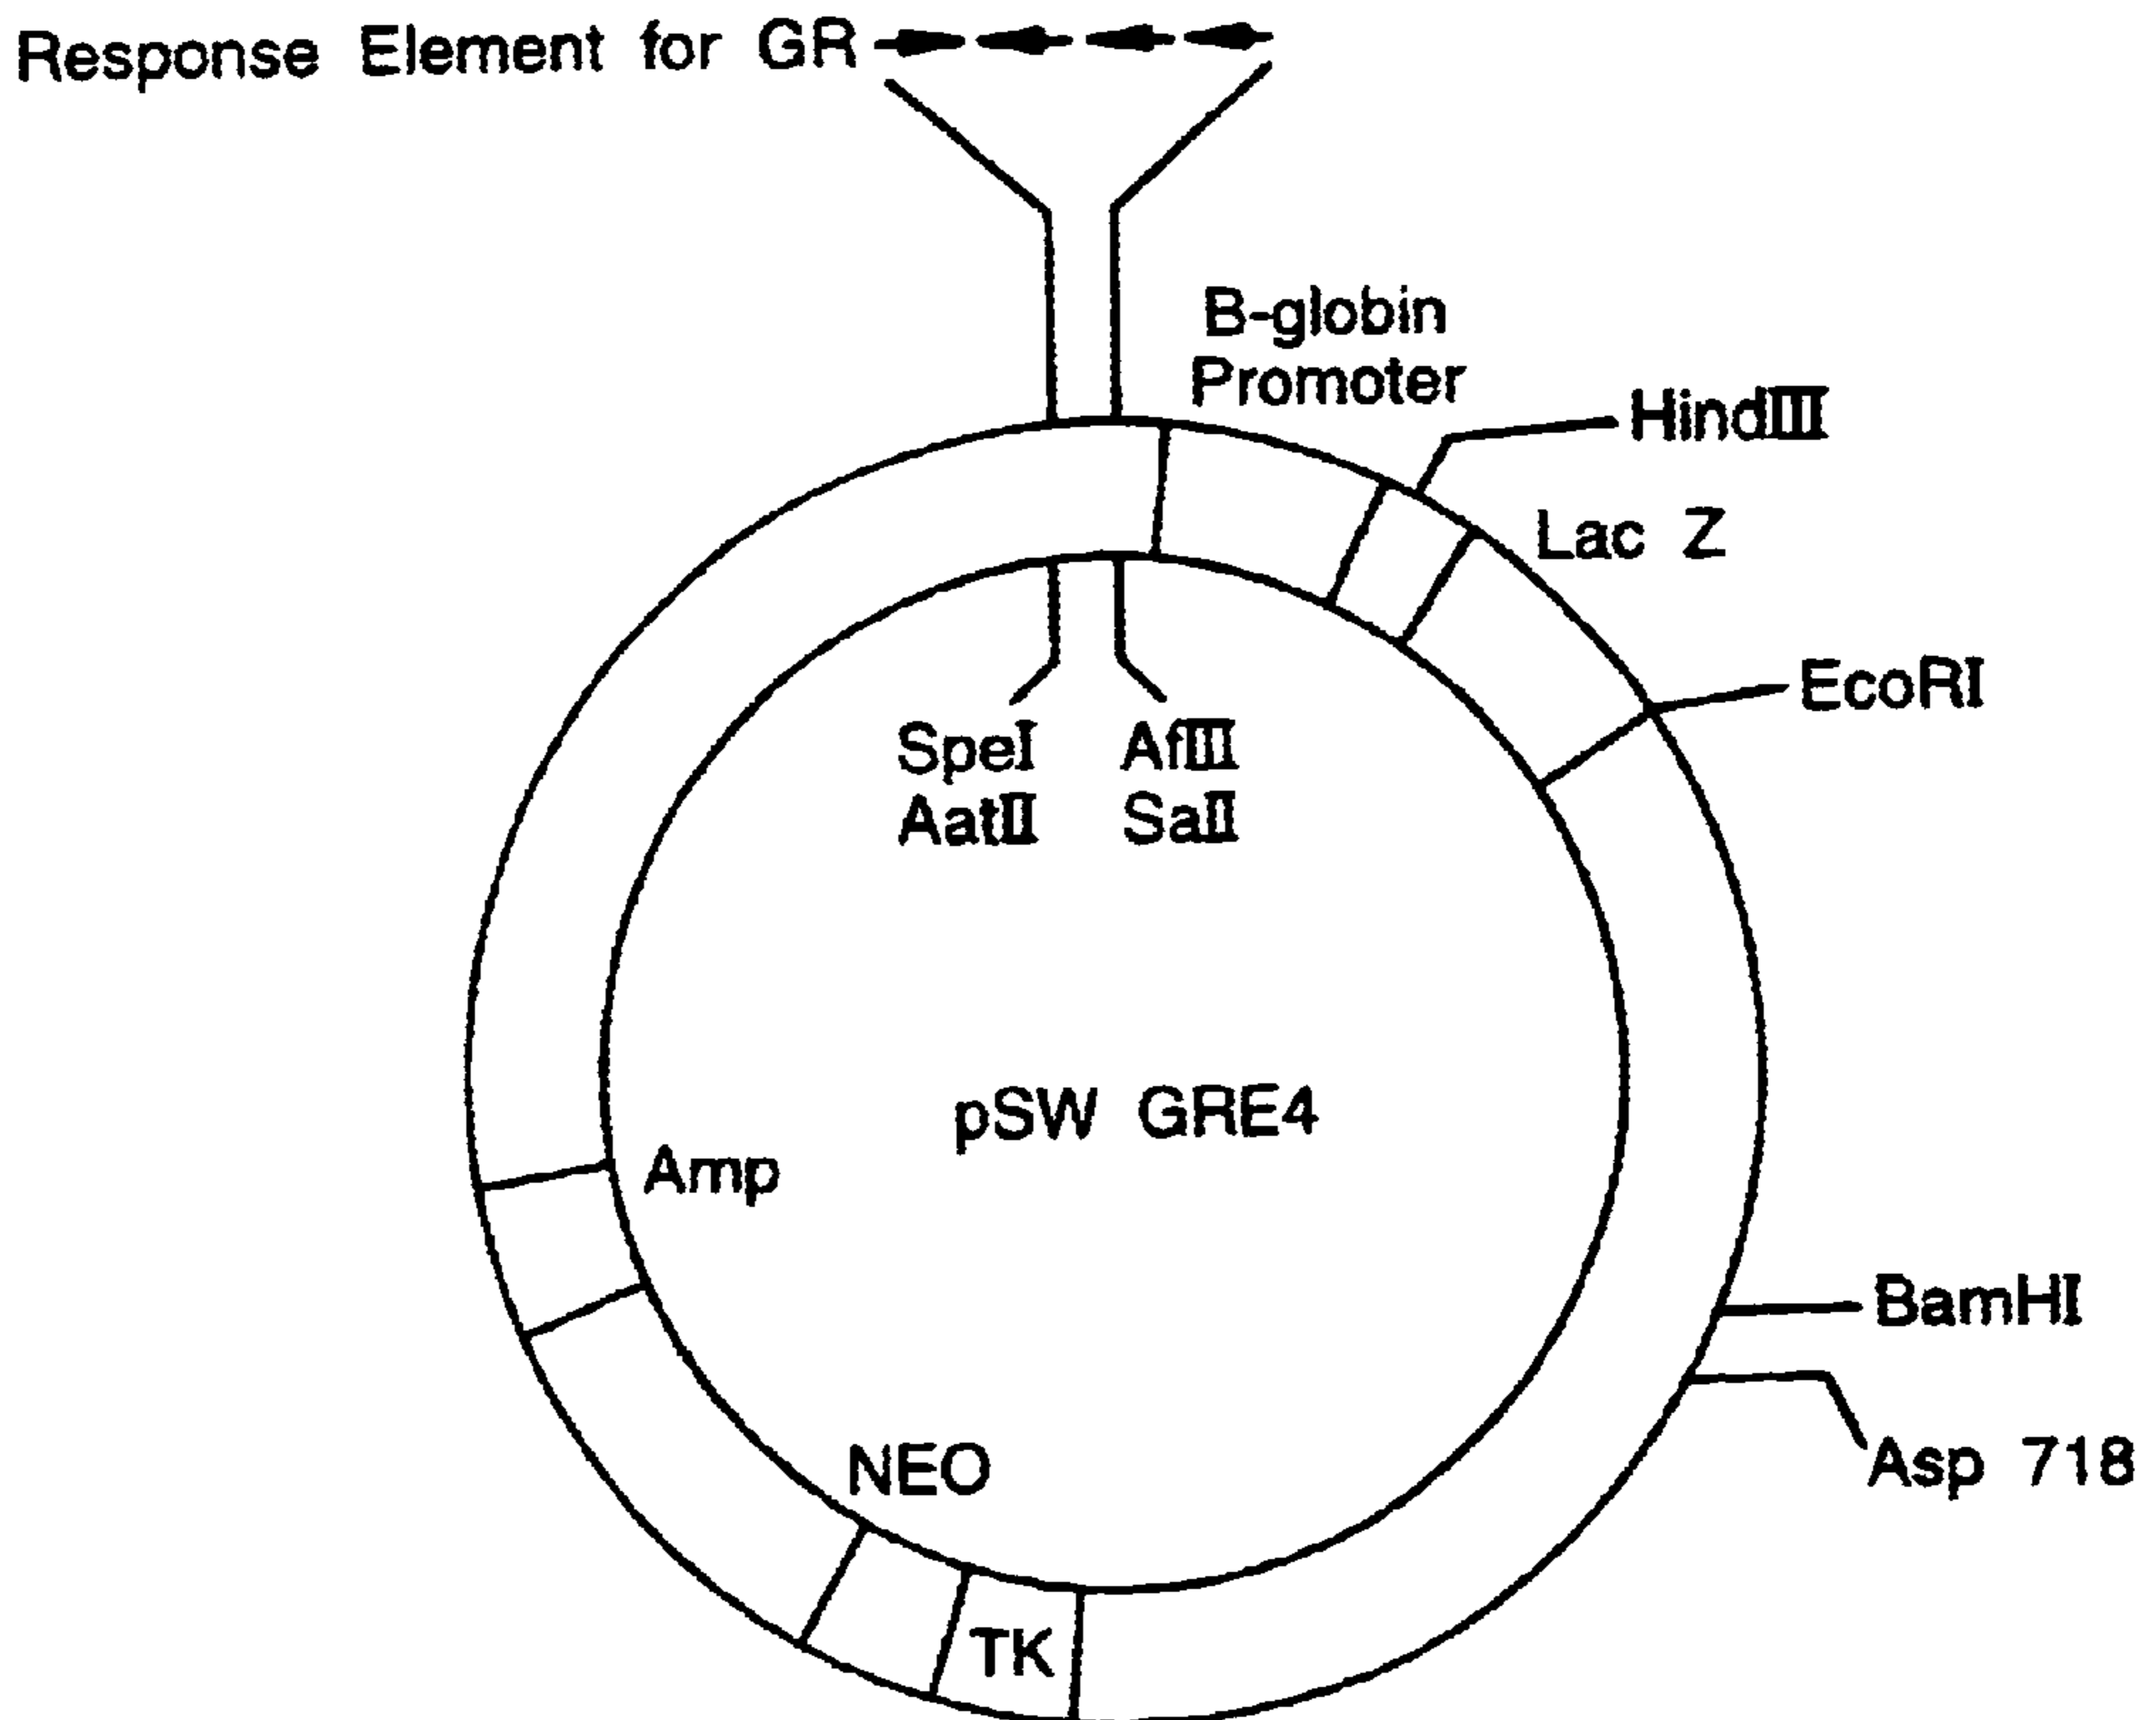 Response Element for GR
B-globin
Promoter
HindIII
Lac Z
EcoRI
SpeI AflII
AatII SalI
pSW GRE4
Amp
BamHI
Asp 718
NEO
TK